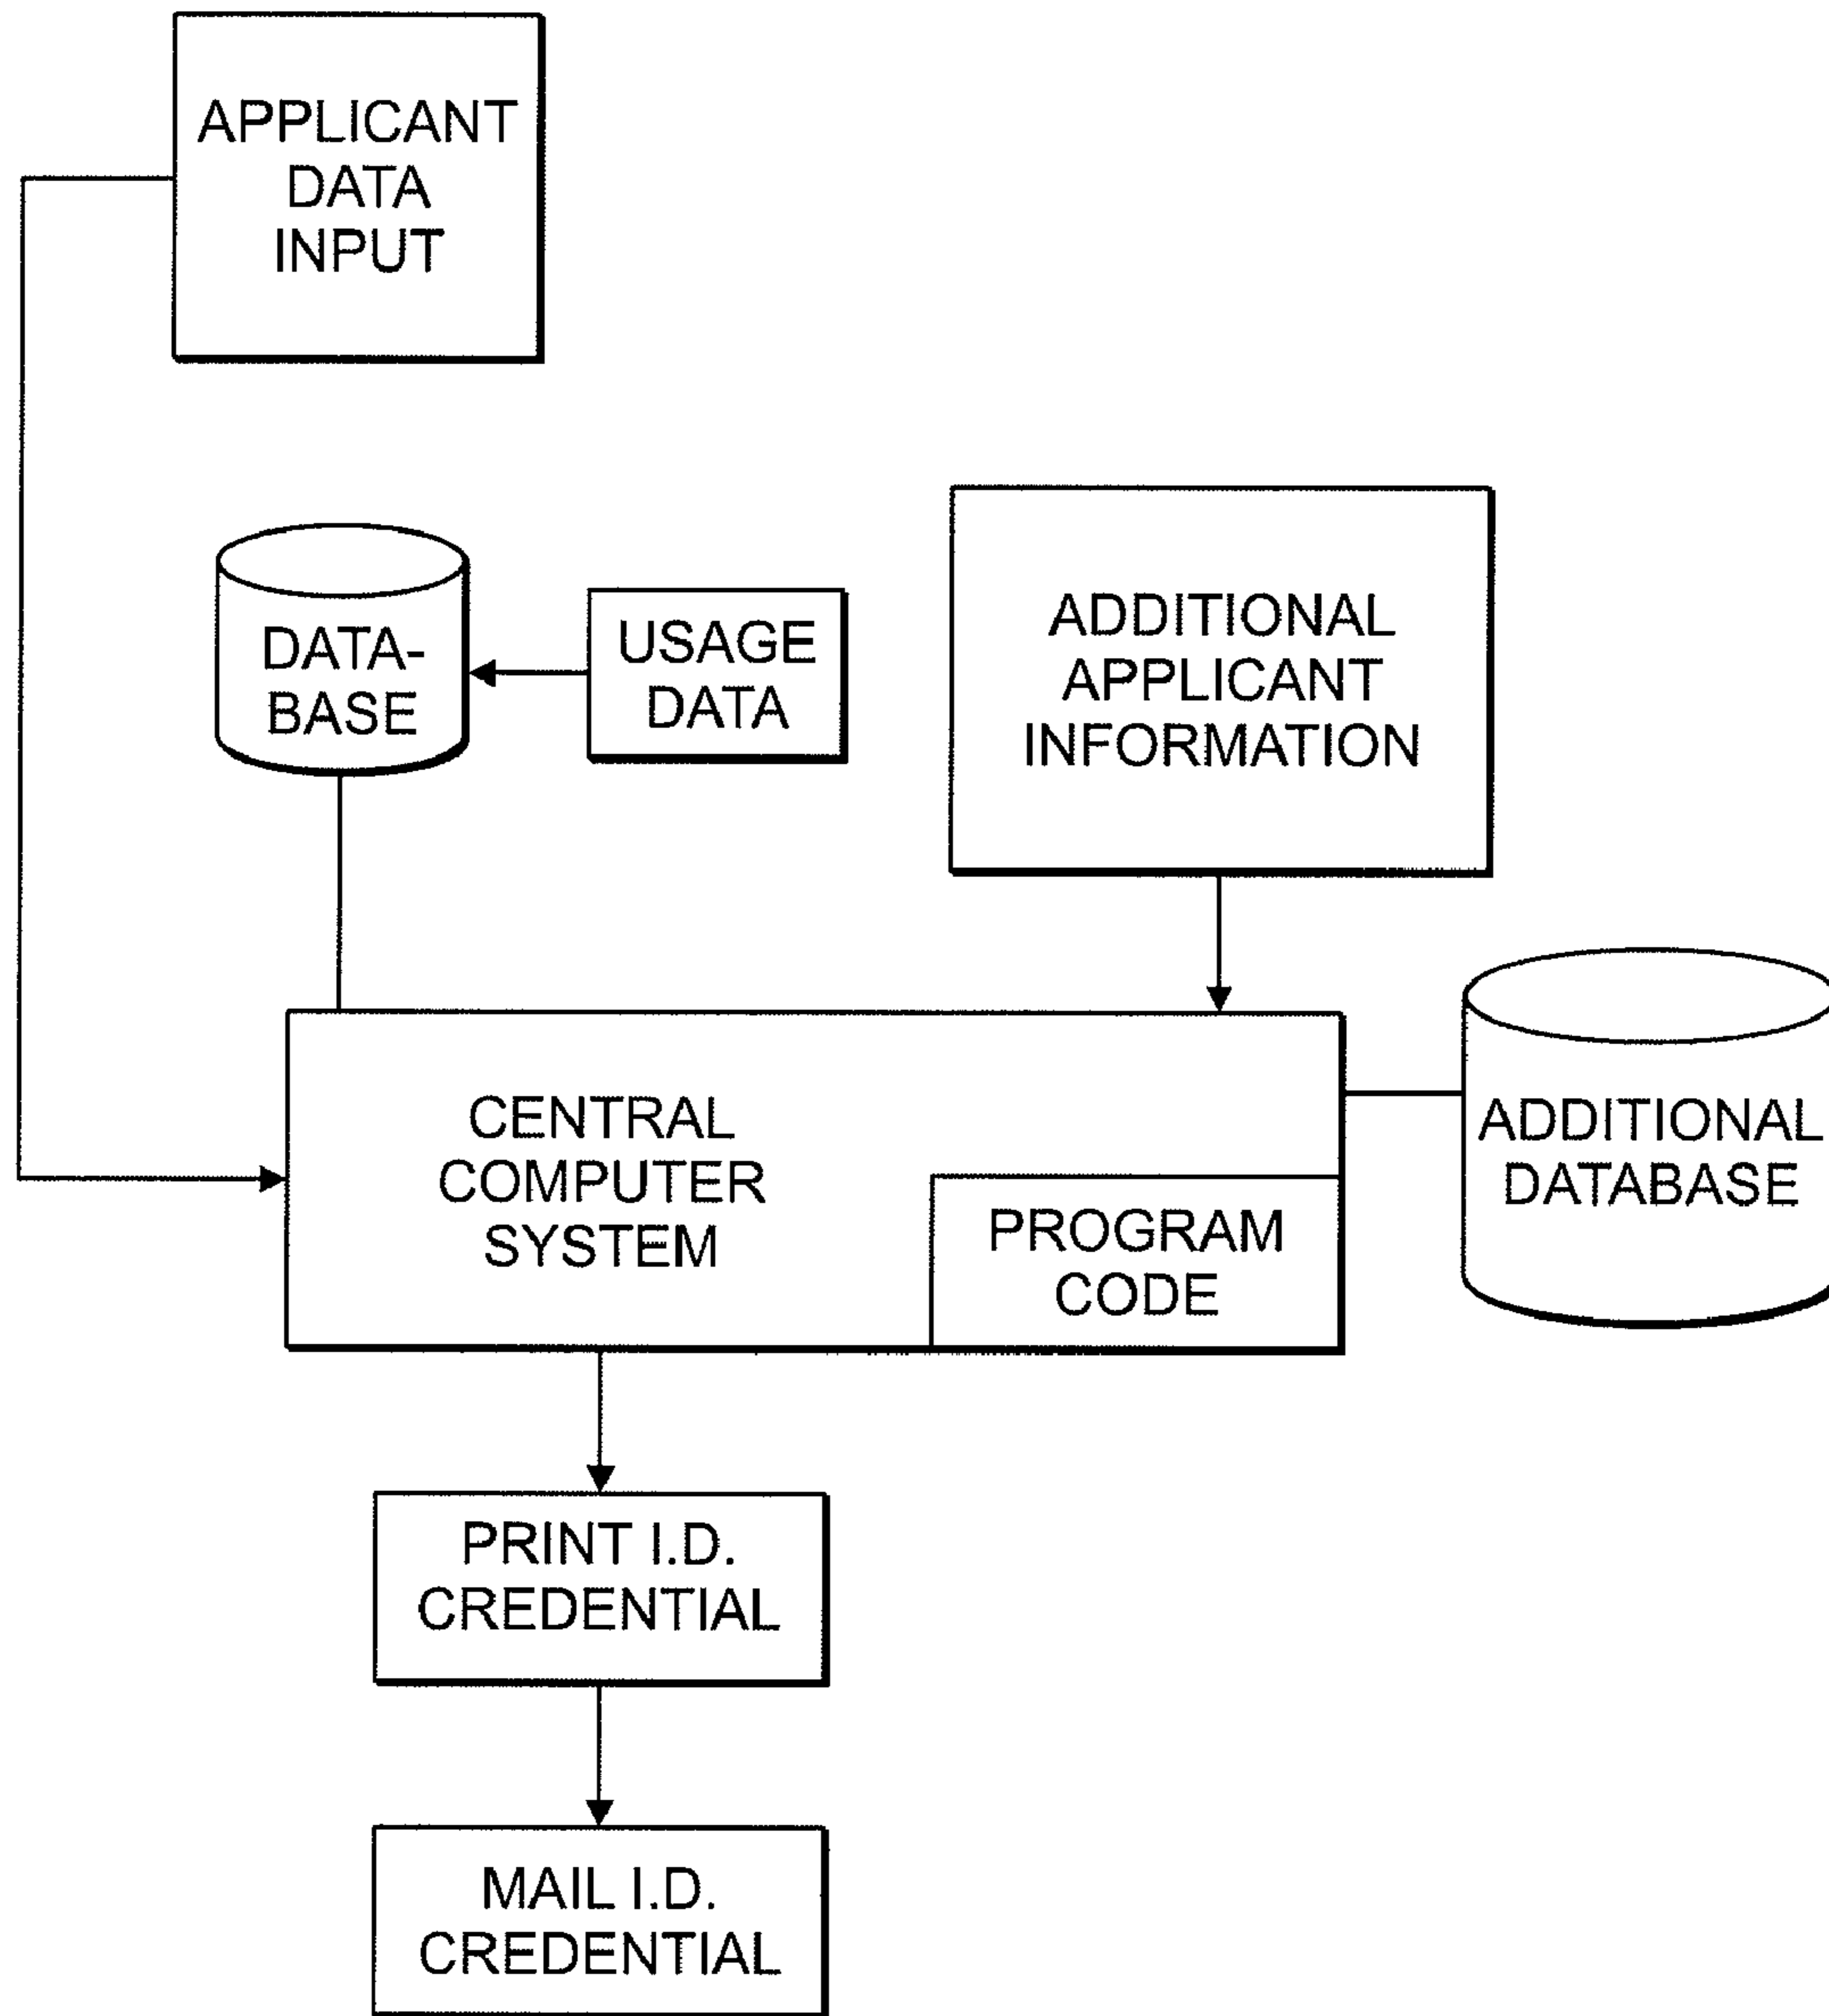 APPLICANT
DATA
INPUT
DATA-
BASE
USAGE
DATA
ADDITIONAL
APPLICANT
INFORMATION
CENTRAL
COMPUTER
SYSTEM
PROGRAM
CODE
ADDITIONAL
DATABASE
PRINT I.D.
CREDENTIAL
MAIL I.D.
CREDENTIAL